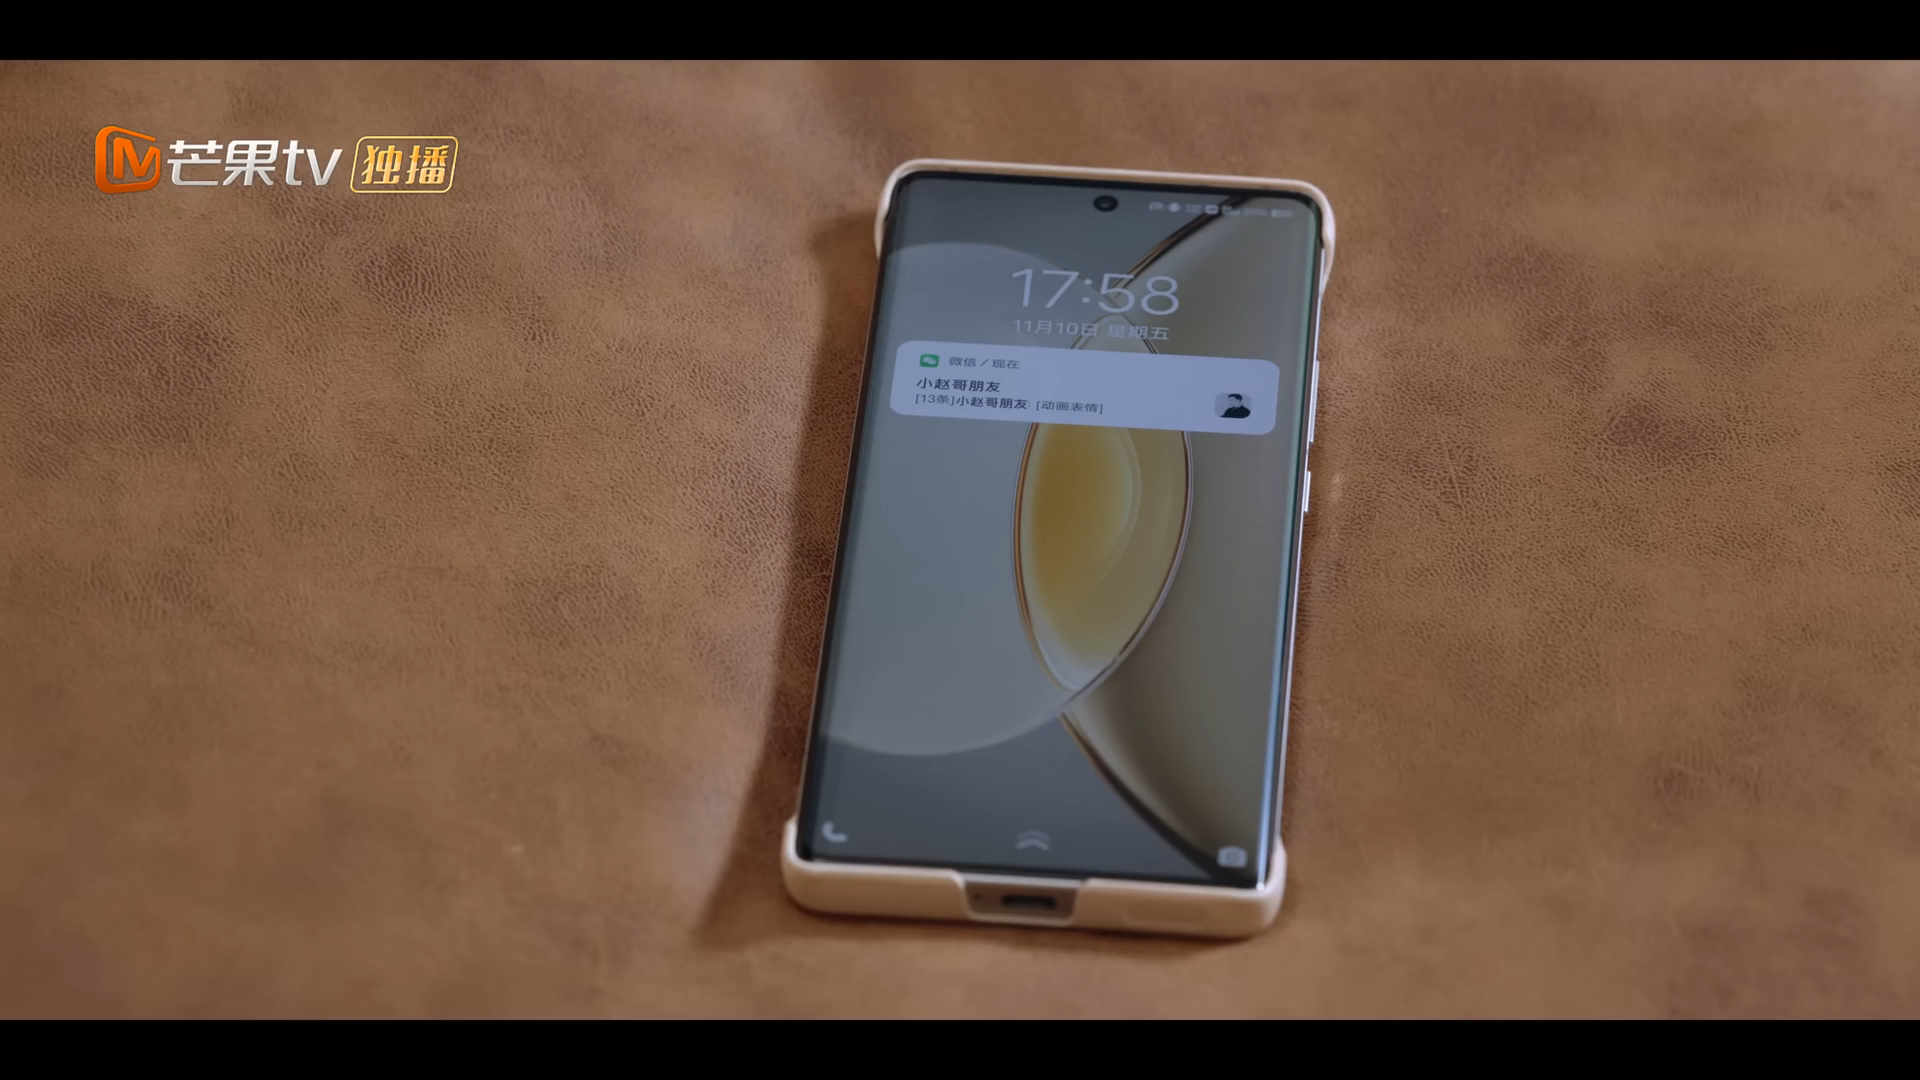 芒果tv 独播
17:58
11月10日 星期五
微信 / 现在
小赵哥朋友
[13条]小赵哥朋友: [动画表情]